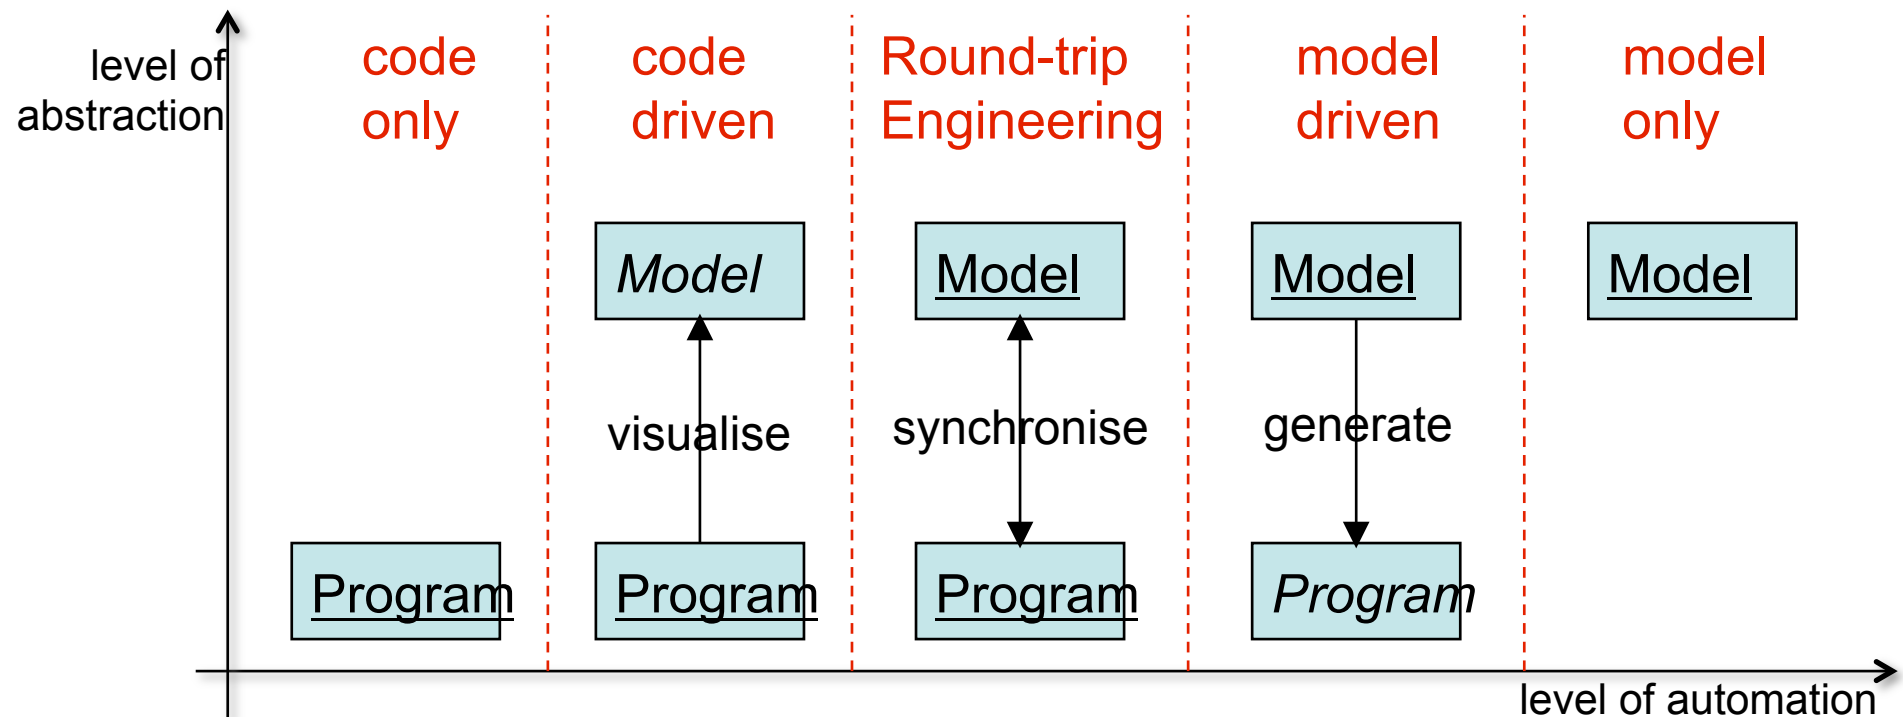 level of
abstraction
code
only
code
driven
Round-trip
Engineering
model
driven
model
only
Model
Model
Model
Model
visualise
synchronise
generate
Program
Program
Program
Program
level of automation